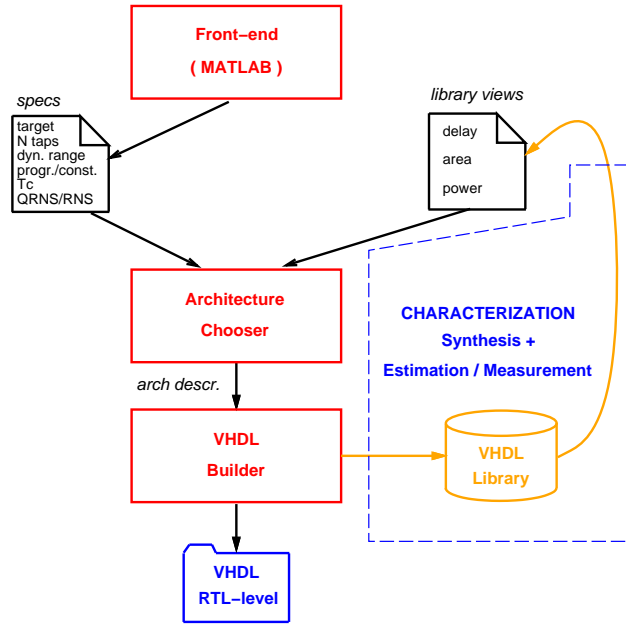 Front-end
( MATLAB )
specs
target
N taps
dyn. range
progr./const.
Tc
QRNS/RNS
library views
delay
area
power
Architecture
Chooser
CHARACTERIZATION
Synthesis +
Estimation / Measurement
arch descr.
VHDL
Builder
VHDL
Library
VHDL
RTL-level